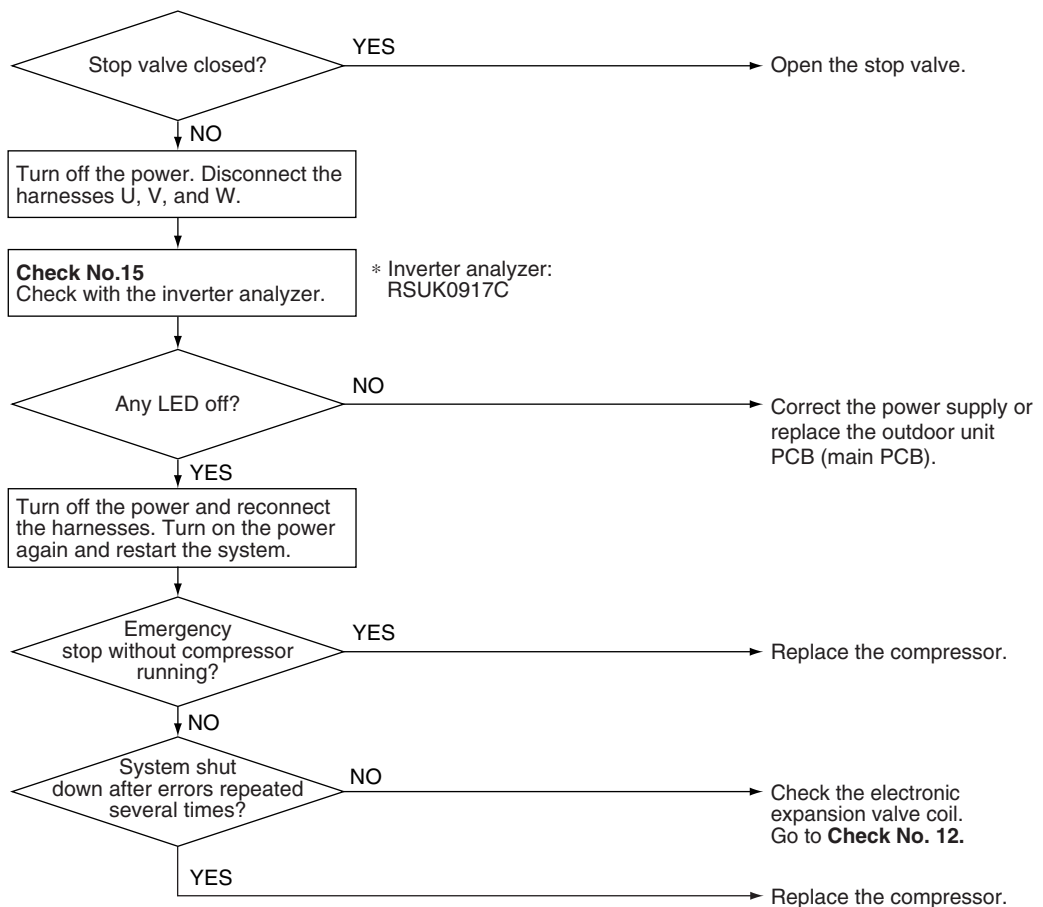 Stop valve closed?
YES
Open the stop valve.
NO
Turn off the power. Disconnect the
harnesses U, V, and W.
Check No.15
Check with the inverter analyzer.
* Inverter analyzer:
RSUK0917C
Any LED off?
NO
Correct the power supply or
replace the outdoor unit
PCB (main PCB).
YES
Turn off the power and reconnect
the harnesses. Turn on the power
again and restart the system.
Emergency
stop without compressor
running?
YES
Replace the compressor.
NO
System shut
down after errors repeated
several times?
NO
Check the electronic
expansion valve coil.
Go to Check No. 12.
YES
Replace the compressor.